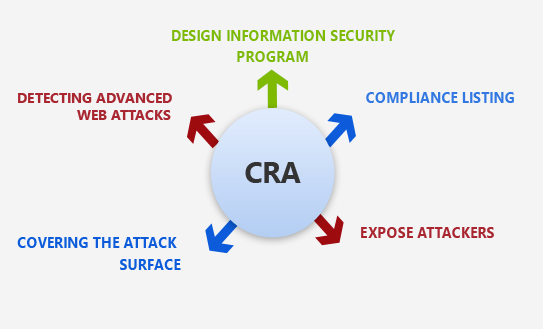 DESIGN INFORMATION SECURITY
PROGRAM
DETECTING ADVANCED
WEB ATTACKS
COMPLIANCE LISTING
CRA
COVERING THE ATTACK
SURFACE
EXPOSE ATTACKERS